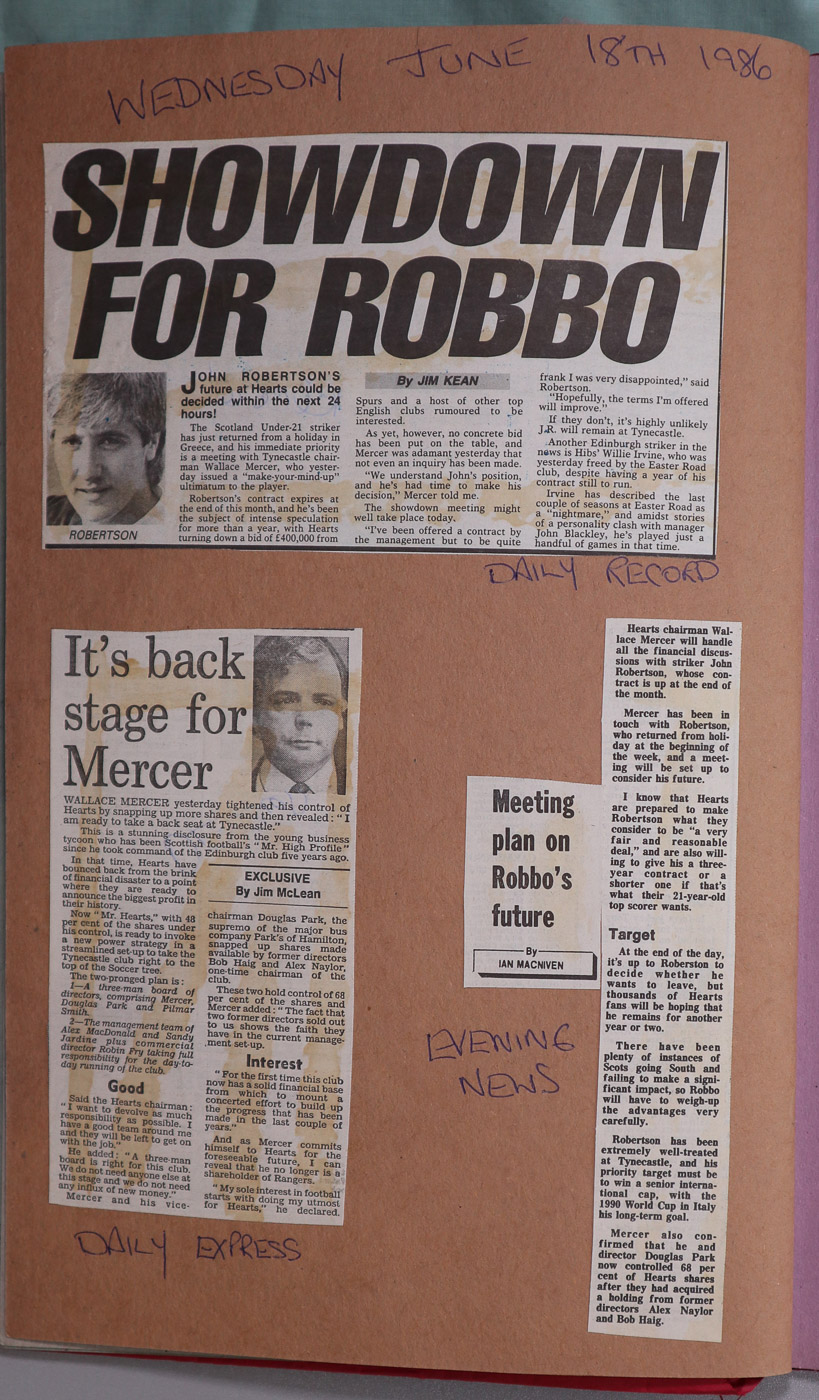 WEDNESDAY JUNE 18TH 1986
SHOWDOWN
FOR ROBBO
ROBERTSON
JOHN ROBERTSON'S
future at Hearts could be
decided within the next 24
hours!
The Scotland Under-21 striker
has just returned from a holiday in
Greece, and his immediate priority
is a meeting with Tynecastle chair-
man Wallace Mercer, who yester-
day issued a "make-your-mind-up"
ultimatum to the player.
Robertson's contract expires at
the end of this month, and he's been
the subject of intense speculation
for more than a year, with Hearts
turning down a bid of £400,000 from
By JIM KEAN
Spurs and a host of other top
English clubs rumoured to be
interested.
As yet, however, no concrete bid
has been put on the table, and
Mercer was adamant yesterday that
not even an inquiry has been made.
"We understand John's position,
and he's had time to make his
decision," Mercer told me.
The showdown meeting might
well take place today.
"I've been offered a contract by
the management but to be quite
frank I was very disappointed," said
Robertson.
"Hopefully, the terms I'm offered
will improve."
If they don't, it's highly unlikely
J.R. will remain at Tynecastle.
Another Edinburgh striker in the
news is Hibs' Willie Irvine, who was
yesterday freed by the Easter Road
club, despite having a year of his
contract still to run.
Irvine has described the last
couple of seasons at Easter Road as
a "nightmare," and amidst stories
of a personality clash with manager
John Blackley, he's played just a
handful of games in that time.
DAILY RECORD
It's back
stage for
Mercer
WALLACE MERCER yesterday tightened his control of
Hearts by snapping up more shares and then revealed: "I
am ready to take a back seat at Tynecastle."
This is a stunning disclosure from the young business
tycoon who has been Scottish football's "Mr. High Profile"
since he took command of the Edinburgh club five years ago.
In that time, Hearts have
bounced back from the brink
of financial disaster to a point
where they are ready to
announce the biggest profit in
their history.
Now "Mr. Hearts," with 48
per cent of the shares under
his control, is ready to invoke
a new power strategy in a
streamlined set-up to take the
Tynecastle club right to the
top of the Soccer tree.
The two-pronged plan is:
1—A three-man board of
directors, comprising Mercer,
Douglas Park and Pilmar
Smith.
2—The management team of
Alex MacDonald and Sandy
Jardine plus commercial
director Robin Fry taking full
responsibility for the day-to-
day running of the club.
Good
Said the Hearts chairman:
"I want to devolve as much
responsibility as possible. I
have a good team around me
and they will be left to get on
with the job."
He added: "A three-man
board is right for this club.
We do not need anyone else at
this stage and we do not need
any influx of new money."
Mercer and his vice-
EXCLUSIVE
By Jim McLean
chairman Douglas Park, the
supremo of the major bus
company Park's of Hamilton,
snapped up shares made
available by former directors
Bob Haig and Alex Naylor,
one-time chairman of the
club.
These two hold control of 68
per cent of the shares and
Mercer added: "The fact that
two former directors sold out
to us shows the faith they
have in the current manage-
ment set-up.
Interest
"For the first time this club
now has a solid financial base
from which to mount a
concerted effort to build up
the progress that has been
made in the last couple of
years."
And as Mercer commits
himself to Hearts for the
foreseeable future, I can
reveal that he no longer is a
shareholder of Rangers.
"My sole interest in football
starts with doing my utmost
for Hearts," he declared.
DAILY EXPRESS
Meeting
plan on
Robbo's
future
By
IAN MACNIVEN
EVENING
NEWS
Hearts chairman Wal-
lace Mercer will handle
all the financial discus-
sions with striker John
Robertson, whose con-
tract is up at the end of
the month.
Mercer has been in
touch with Robertson,
who returned from holi-
day at the beginning of
the week, and a meet-
ing will be set up to
consider his future.
I know that Hearts
are prepared to make
Robertson what they
consider to be "a very
fair and reasonable
deal," and are also will-
ing to give his a three-
year contract or a
shorter one if that's
what their 21-year-old
top scorer wants.
Target
At the end of the day,
it's up to Roberston to
decide whether he
wants to leave, but
thousands of Hearts
fans will be hoping that
he remains for another
year or two.
There have been
plenty of instances of
Scots going South and
failing to make a signi-
ficant impact, so Robbo
will have to weigh-up
the advantages very
carefully.
Robertson has been
extremely well-treated
at Tynecastle, and his
priority target must be
to win a senior interna-
tional cap, with the
1990 World Cup in Italy
his long-term goal.
Mercer also con-
firmed that he and
director Douglas Park
now controlled 68 per
cent of Hearts shares
after they had acquired
a holding from former
directors Alex Naylor
and Bob Haig.